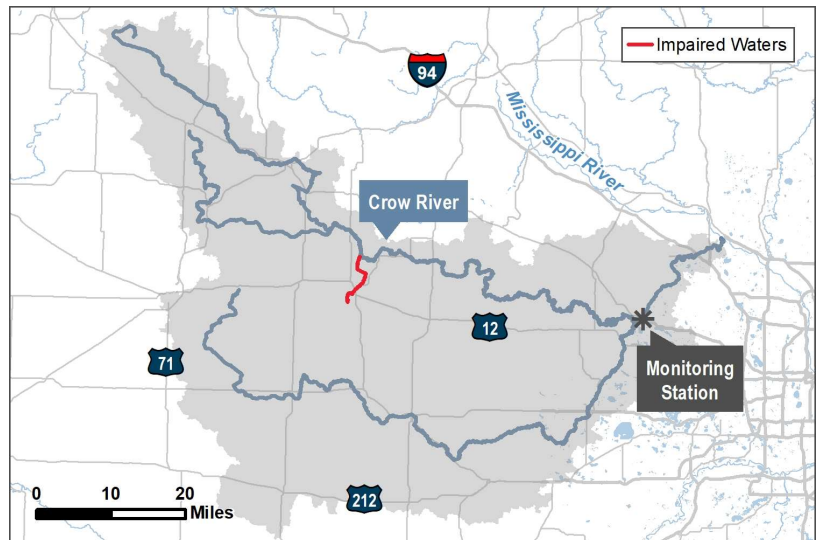 Impaired Waters
94
Mississippi River
Crow River
12
71
Monitoring
Station
212
0 10 20
Miles